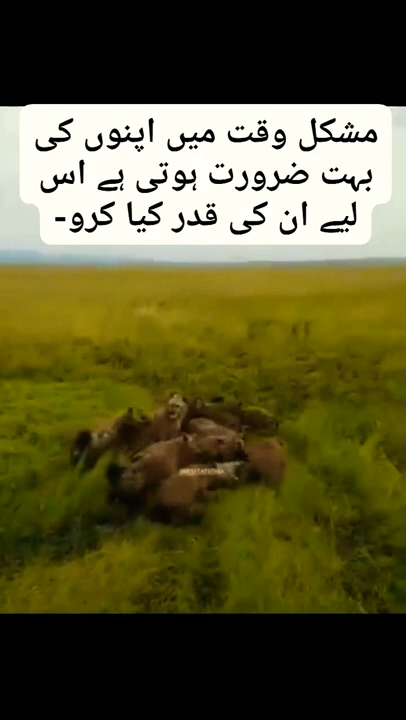 مشکل وقت میں اپنوں کی
بہت ضرورت ہوتی ہے اس
لیے ان کی قدر کیا کرو-